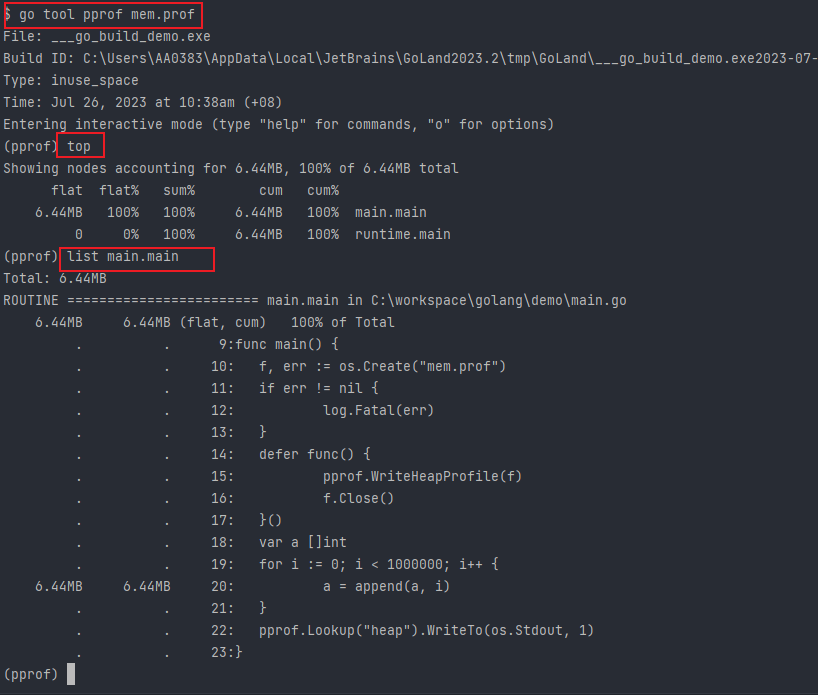 $ go tool pprof mem.prof
File: ___go_build_demo.exe
Build ID: C:\Users\AA0383\AppData\Local\JetBrains\GoLand2023.2\tmp\GoLand\___go_build_demo.exe2023-07-
Type: inuse_space
Time: Jul 26, 2023 at 10:38am (+08)
Entering interactive mode (type "help" for commands, "o" for options)
(pprof) top
Showing nodes accounting for 6.44MB, 100% of 6.44MB total
      flat  flat%   sum%        cum   cum%
    6.44MB   100%   100%     6.44MB   100%  main.main
         0     0%   100%     6.44MB   100%  runtime.main
(pprof) list main.main
Total: 6.44MB
ROUTINE ======================== main.main in C:\workspace\golang\demo\main.go
    6.44MB     6.44MB (flat, cum)   100% of Total
         .          .      9:func main() {
         .          .     10:   f, err := os.Create("mem.prof")
         .          .     11:   if err != nil {
         .          .     12:           log.Fatal(err)
         .          .     13:   }
         .          .     14:   defer func() {
         .          .     15:           pprof.WriteHeapProfile(f)
         .          .     16:           f.Close()
         .          .     17:   }()
         .          .     18:   var a []int
         .          .     19:   for i := 0; i < 1000000; i++ {
    6.44MB     6.44MB     20:           a = append(a, i)
         .          .     21:   }
         .          .     22:   pprof.Lookup("heap").WriteTo(os.Stdout, 1)
         .          .     23:}
(pprof)